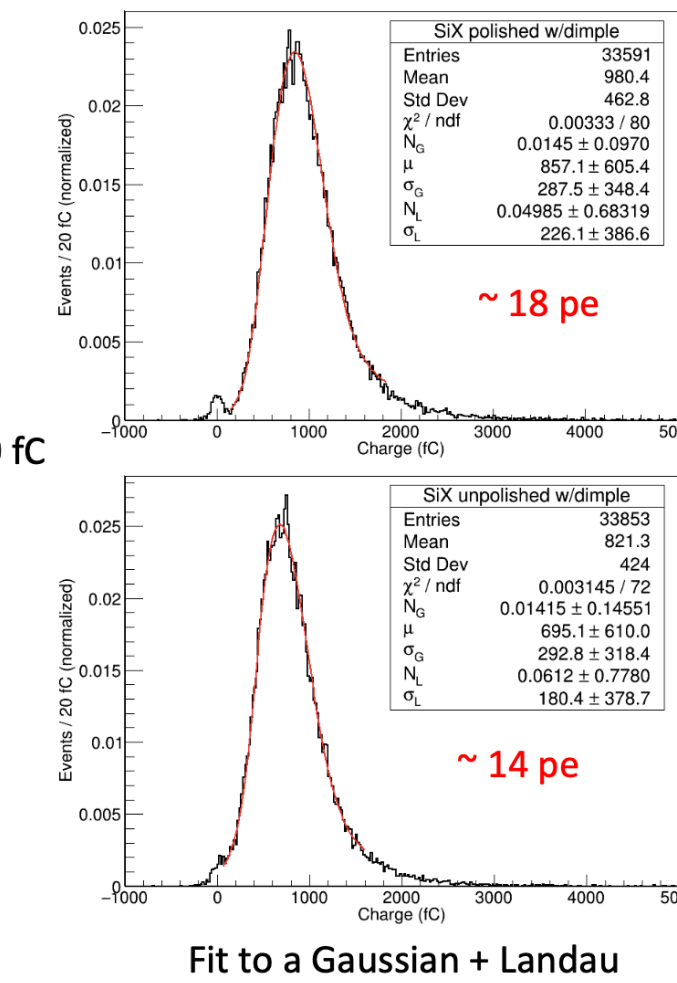 SiX polished w/dimple
Entries 33591
Mean 980.4
Std Dev 462.8
χ² / ndf 0.00333 / 80
N_G 0.0145 ± 0.0970
μ 857.1 ± 605.4
σ_G 287.5 ± 348.4
N_L 0.04985 ± 0.68319
σ_L 226.1 ± 386.6
~ 18 pe
Events / 20 fC (normalized)
0.025
0.02
0.015
0.01
0.005
0
−1000 0 1000 2000 3000 4000 50
Charge (fC)
fC
SiX unpolished w/dimple
Entries 33853
Mean 821.3
Std Dev 424
χ² / ndf 0.003145 / 72
N_G 0.01415 ± 0.14551
μ 695.1 ± 610.0
σ_G 292.8 ± 318.4
N_L 0.0612 ± 0.7780
σ_L 180.4 ± 378.7
~ 14 pe
Events / 20 fC (normalized)
0.025
0.02
0.015
0.01
0.005
0
−1000 0 1000 2000 3000 4000 50
Charge (fC)
Fit to a Gaussian + Landau